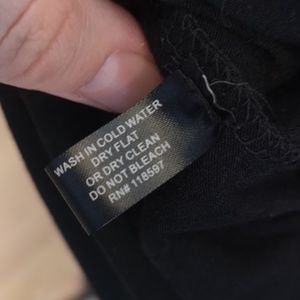 WASH IN COLD WATER
DRY FLAT
OR DRY CLEAN
DO NOT BLEACH
RN# 118597